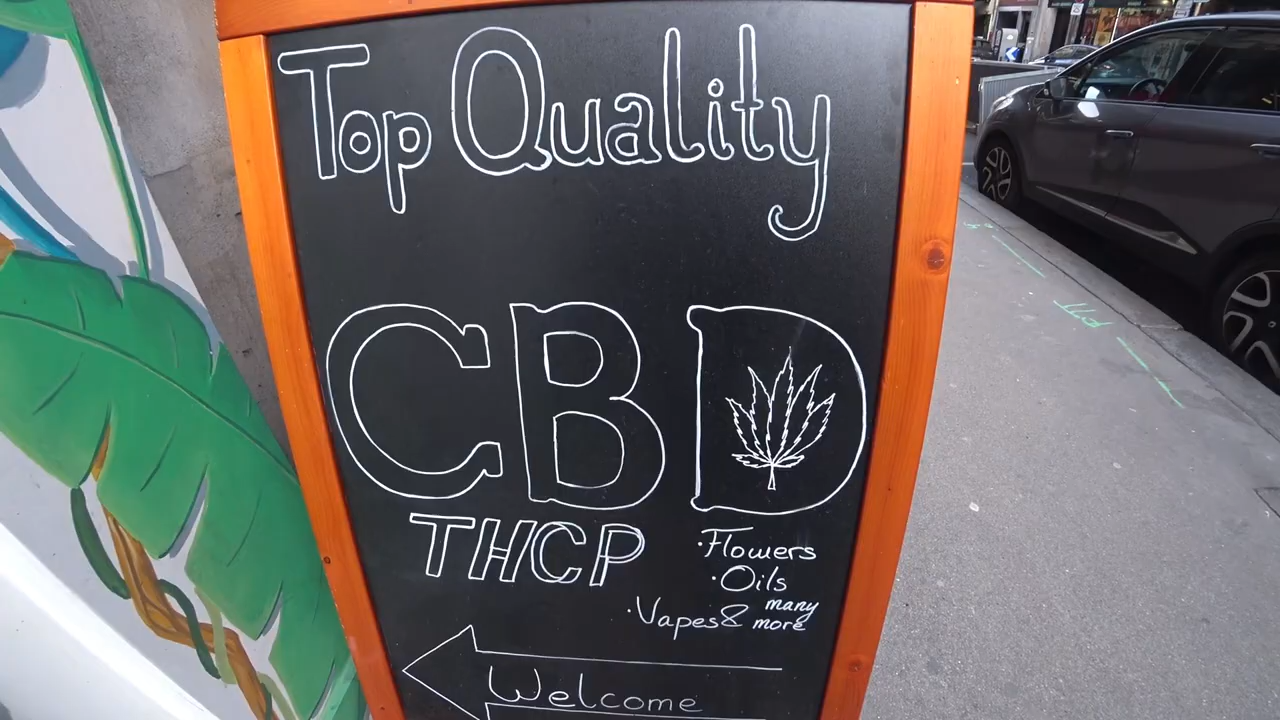 Top Quality
CBD
THCP
·Flowers
·Oils
·Vapes & many more
Welcome